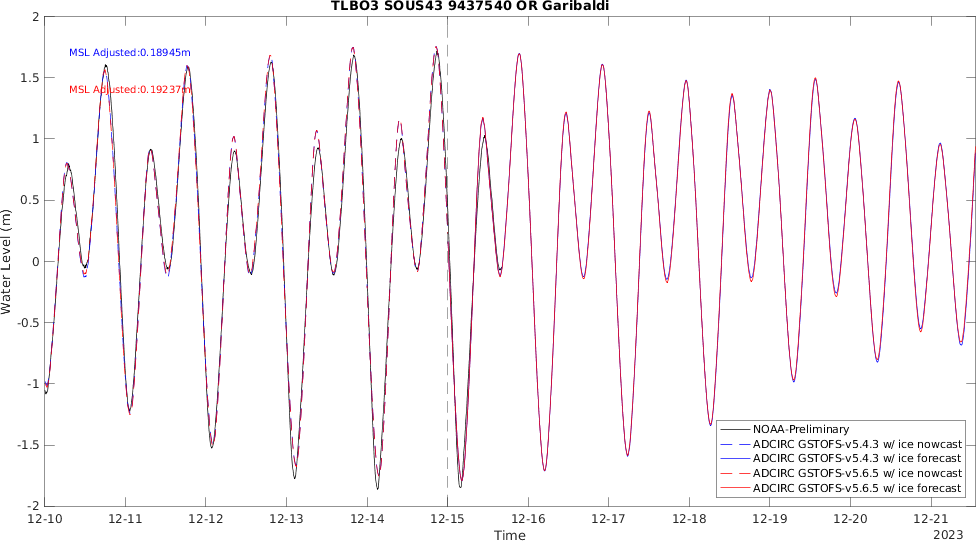 TLBO3 SOUS43 9437540 OR Garibaldi
2
1.5
1
0.5
0
-0.5
-1
-1.5
-2
Water Level (m)
MSL Adjusted:0.18945m
MSL Adjusted:0.19237m
NOAA-Preliminary
ADCIRC GSTOFS-v5.4.3 w/ ice nowcast
ADCIRC GSTOFS-v5.4.3 w/ ice forecast
ADCIRC GSTOFS-v5.6.5 w/ ice nowcast
ADCIRC GSTOFS-v5.6.5 w/ ice forecast
12-10 12-11 12-12 12-13 12-14 12-15 12-16 12-17 12-18 12-19 12-20 12-21
Time
2023